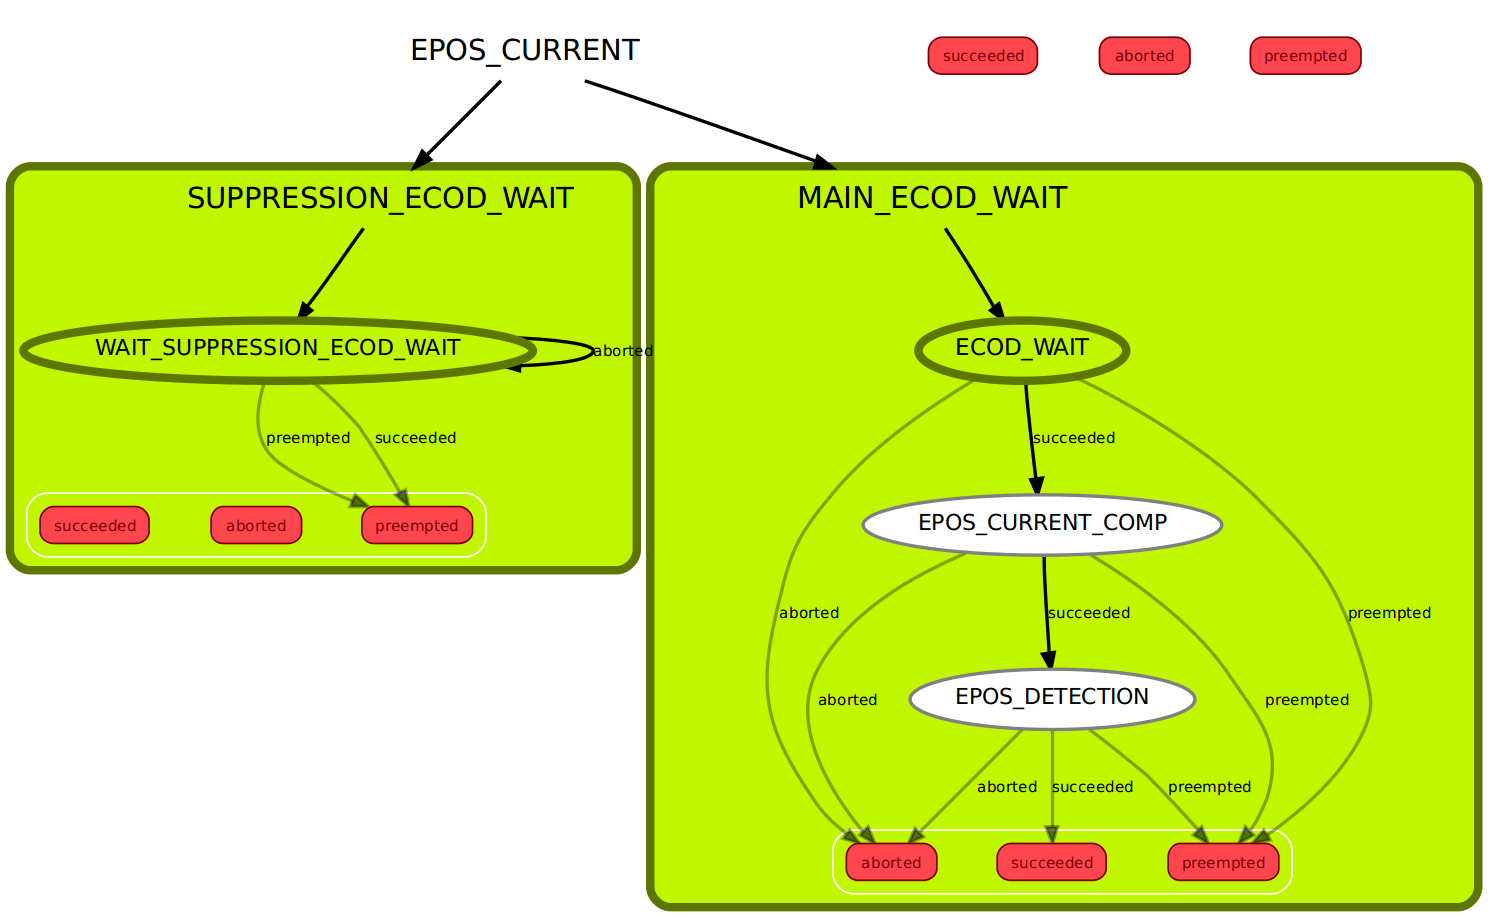 EPOS_CURRENT
succeeded
aborted
preempted
SUPPRESSION_ECOD_WAIT
WAIT_SUPPRESSION_ECOD_WAIT
aborted
preempted
succeeded
succeeded
aborted
preempted
MAIN_ECOD_WAIT
ECOD_WAIT
succeeded
EPOS_CURRENT_COMP
aborted
succeeded
preempted
EPOS_DETECTION
aborted
preempted
aborted
succeeded
preempted
aborted
succeeded
preempted